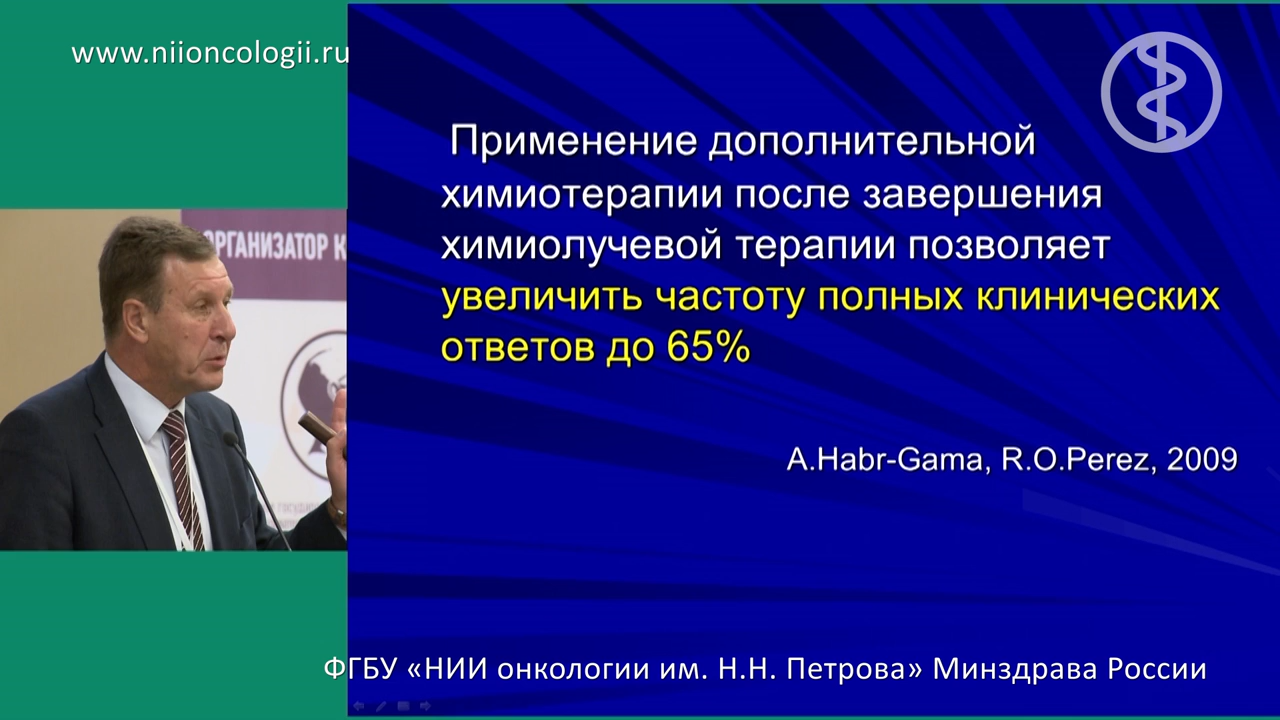 www.niioncologii.ru
Применение дополнительной
химиотерапии после завершения
химиолучевой терапии позволяет
увеличить частоту полных клинических
ответов до 65%
A.Habr-Gama, R.O.Perez, 2009
ОРГАНИЗАТОР К
ФГБУ «НИИ онкологии им. Н.Н. Петрова» Минздрава России